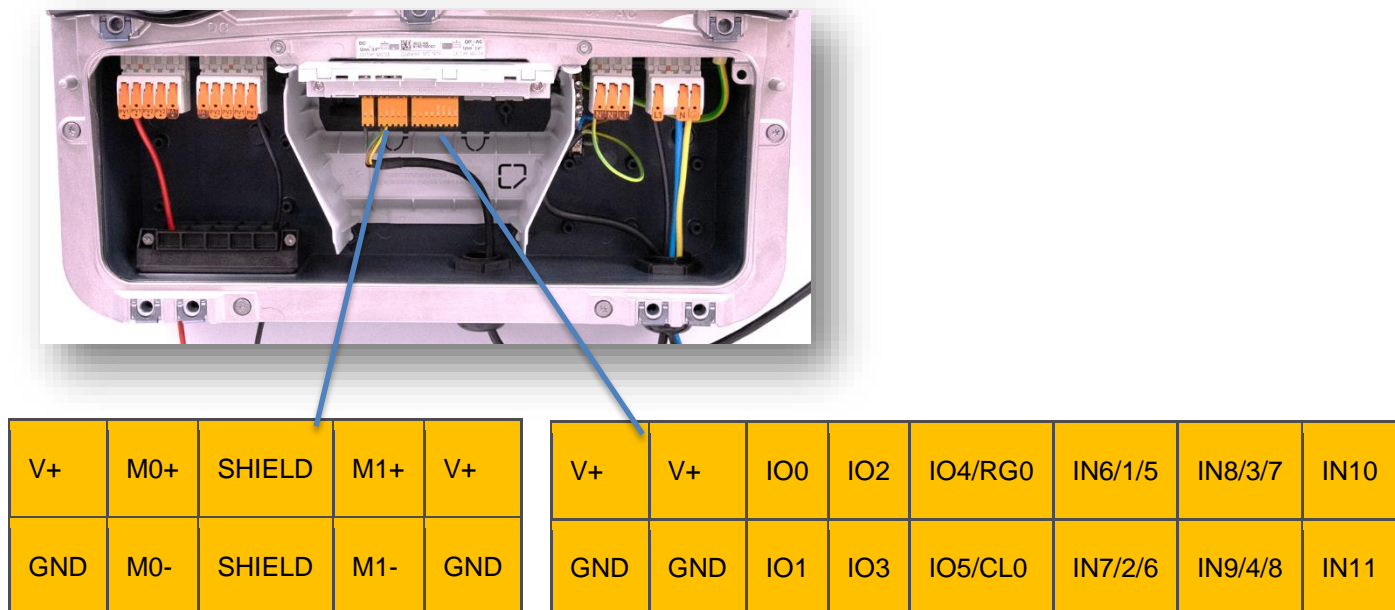 V+ M0+ SHIELD M1+ V+
GND M0- SHIELD M1- GND
V+ V+ IO0 IO2 IO4/RG0 IN6/1/5 IN8/3/7 IN10
GND GND IO1 IO3 IO5/CL0 IN7/2/6 IN9/4/8 IN11